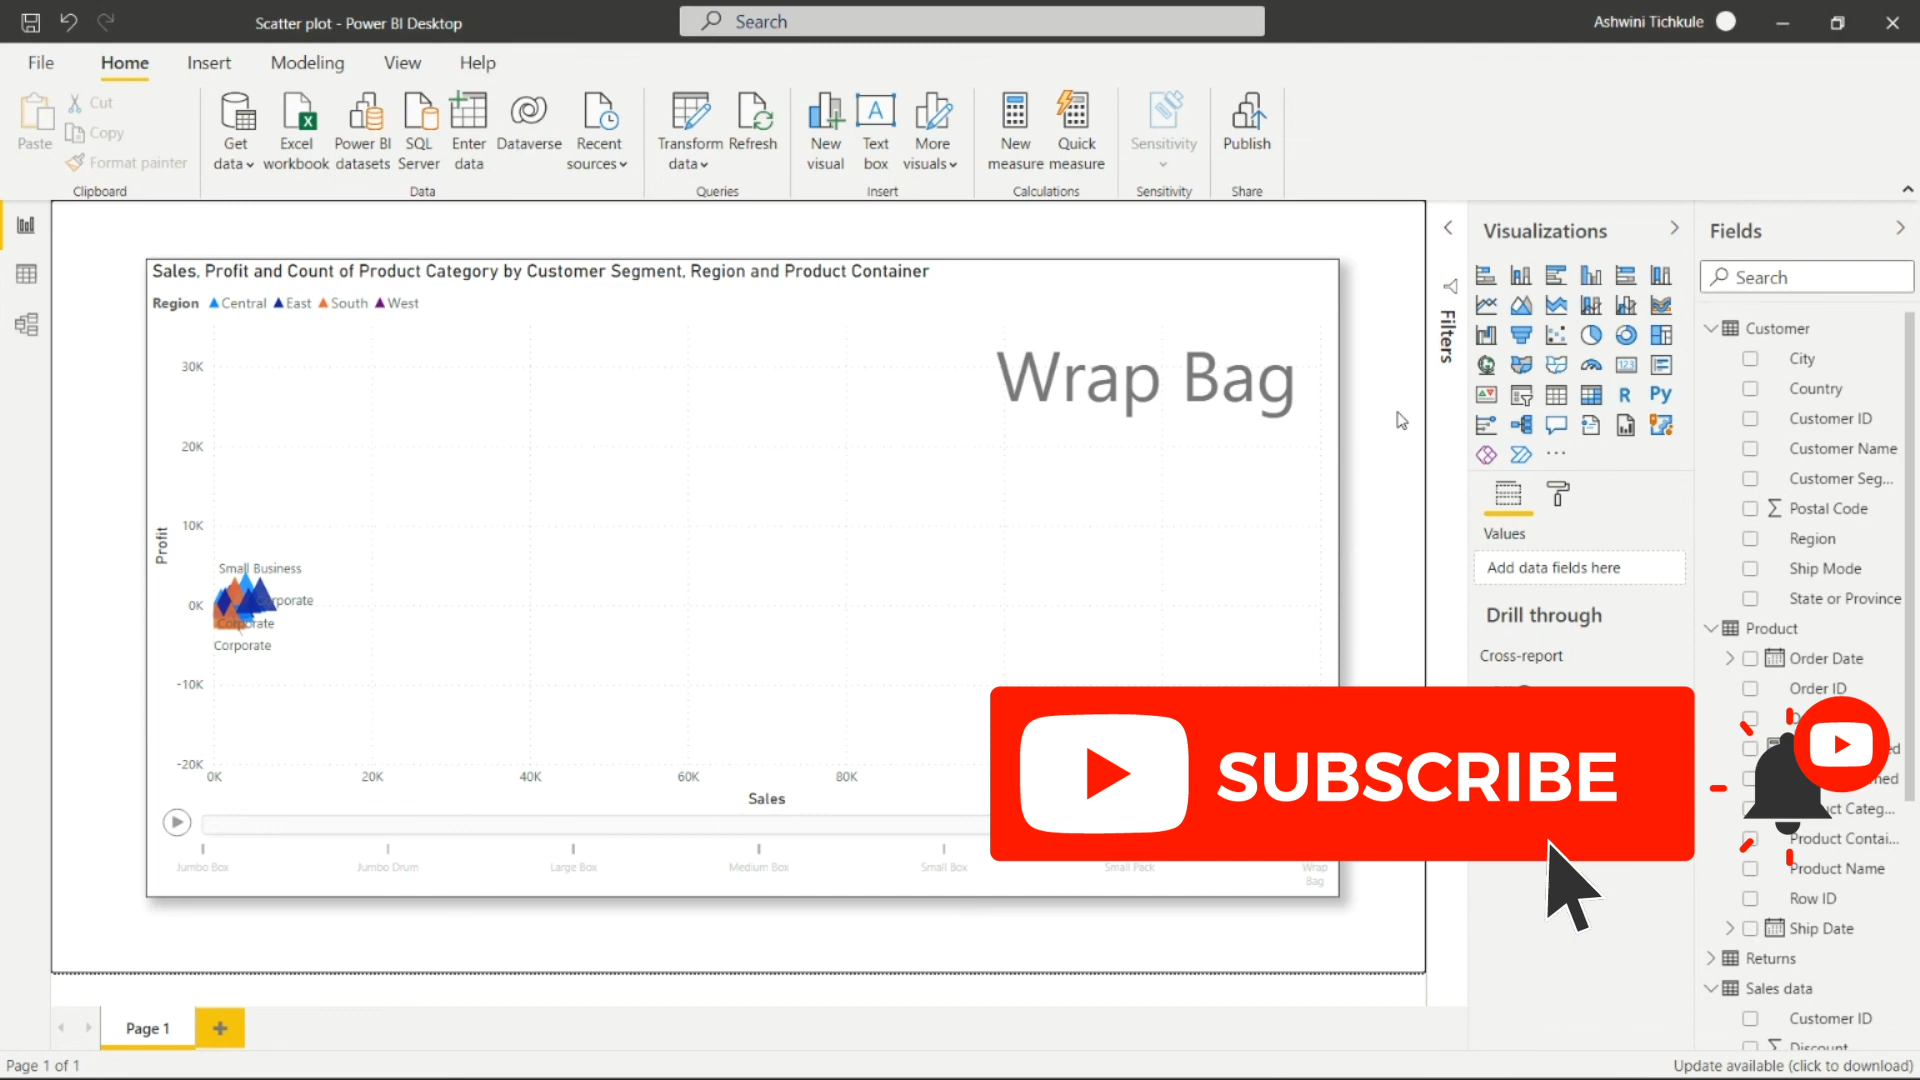 Scatter plot - Power BI Desktop
Search
Ashwini Tichkule
File
Home
Insert
Modeling
View
Help
Paste
Cut
Copy
Format painter
Clipboard
Get
data
Excel
workbook
Power BI
datasets
SQL
Server
Enter
data
Dataverse
Recent
sources
Data
Transform
data
Refresh
Queries
New
visual
Text
box
More
visuals
Insert
New
measure
Quick
measure
Calculations
Sensitivity
Sensitivity
Publish
Share
Sales, Profit and Count of Product Category by Customer Segment, Region and Product Container
Region Central East South West
Wrap Bag
Profit
30K
20K
10K
0K
-10K
-20K
Small Business
Corporate
Corporate
Corporate
0K 20K 40K 60K 80K
Sales
Jumbo Box
Jumbo Drum
Large Box
Medium Box
Small Box
Small Pack
Wrap
Bag
Filters
Visualizations
R
Py
123
Values
Add data fields here
Drill through
Cross-report
Fields
Search
Customer
City
Country
Customer ID
Customer Name
Customer Seg...
Postal Code
Region
Ship Mode
State or Province
Product
Order Date
Order ID
Product Contai...
Product Name
Row ID
Ship Date
Returns
Sales data
Customer ID
Discount
SUBSCRIBE
Page 1
Page 1 of 1
Update available (click to download)